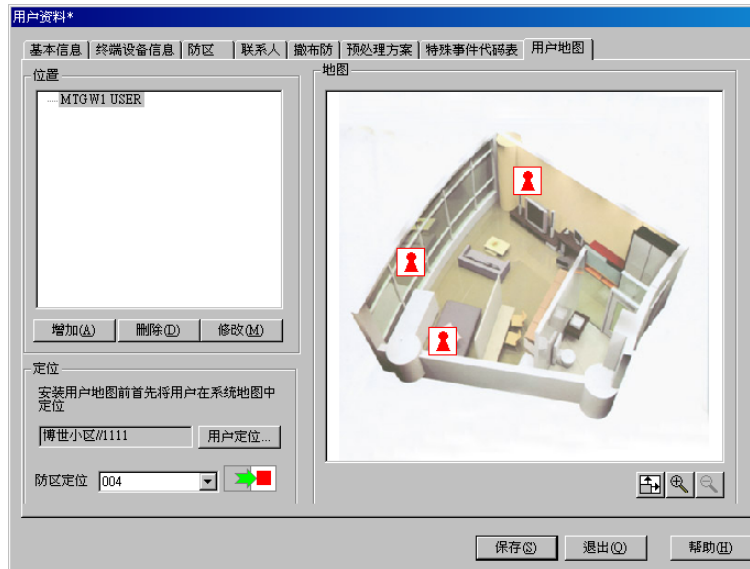 用户资料*
基本信息 终端设备信息 防区 联系人 撤布防 预处理方案 特殊事件代码表 用户地图
位置
MTGW1 USER
增加(A) 删除(D) 修改(M)
定位
安装用户地图前首先将用户在系统地图中
定位
博世小区//1111 用户定位...
防区定位 004
地图
保存(S) 退出(Q) 帮助(H)